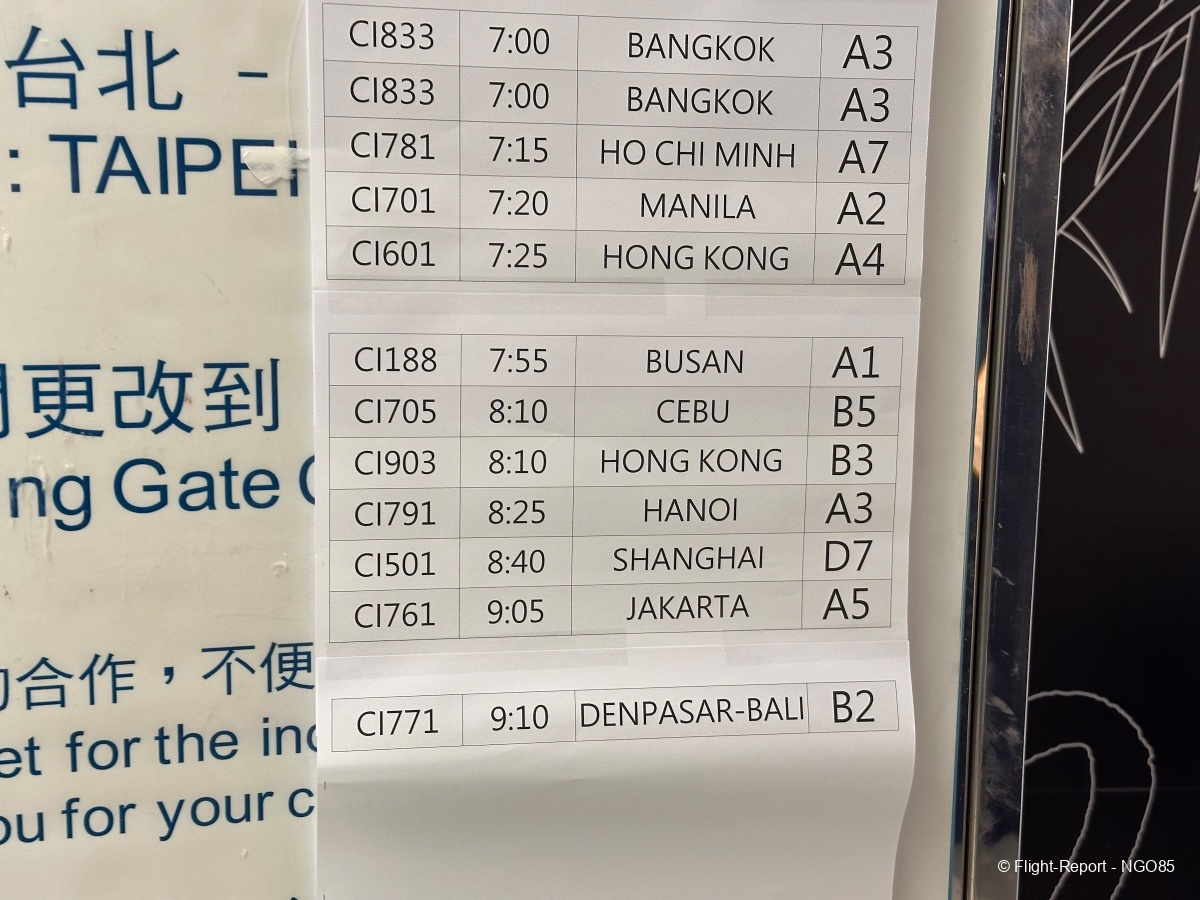 台北 -
: TAIPEI
更改到
ng Gate
合作，不便
et for the
ou for your
CI833 7:00 BANGKOK A3
CI833 7:00 BANGKOK A3
CI781 7:15 HO CHI MINH A7
CI701 7:20 MANILA A2
CI601 7:25 HONG KONG A4
CI188 7:55 BUSAN A1
CI705 8:10 CEBU B5
CI903 8:10 HONG KONG B3
CI791 8:25 HANOI A3
CI501 8:40 SHANGHAI D7
CI761 9:05 JAKARTA A5
CI771 9:10 DENPASAR-BALI B2
© Flight-Report - NGO85